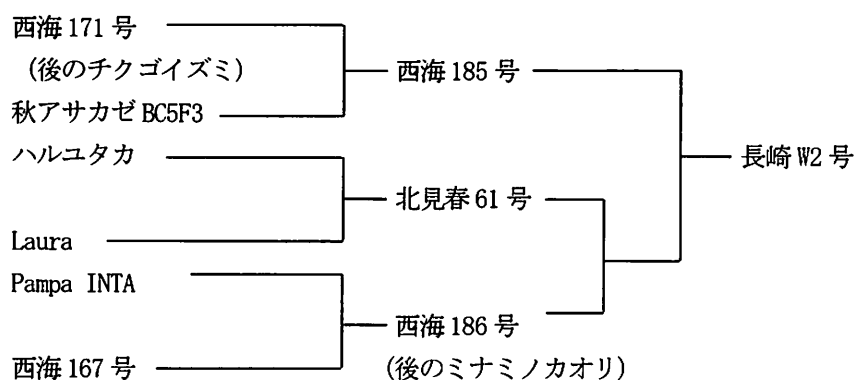 西海171号
(後のチクゴイズミ)
西海185号
秋アサカゼBC5F3
ハルユタカ
長崎W2号
北見春61号
Laura
Pampa INTA
西海186号
(後のミナミノカオリ)
西海167号